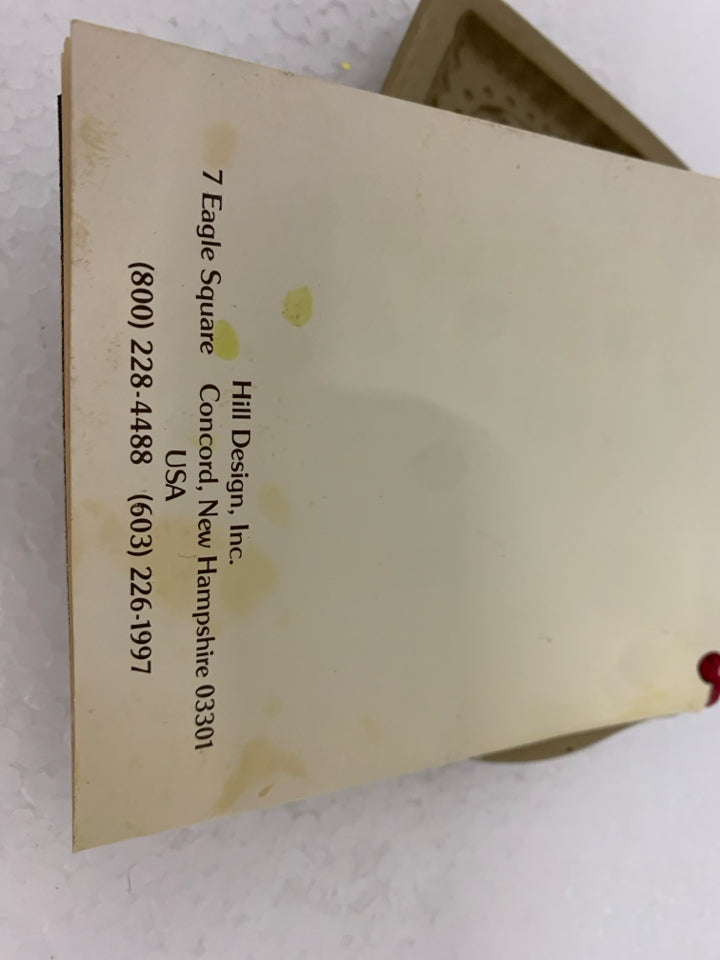 Hill Design, Inc.
7 Eagle Square Concord, New Hampshire 03301
USA
(800) 228-4488 (603) 226-1997